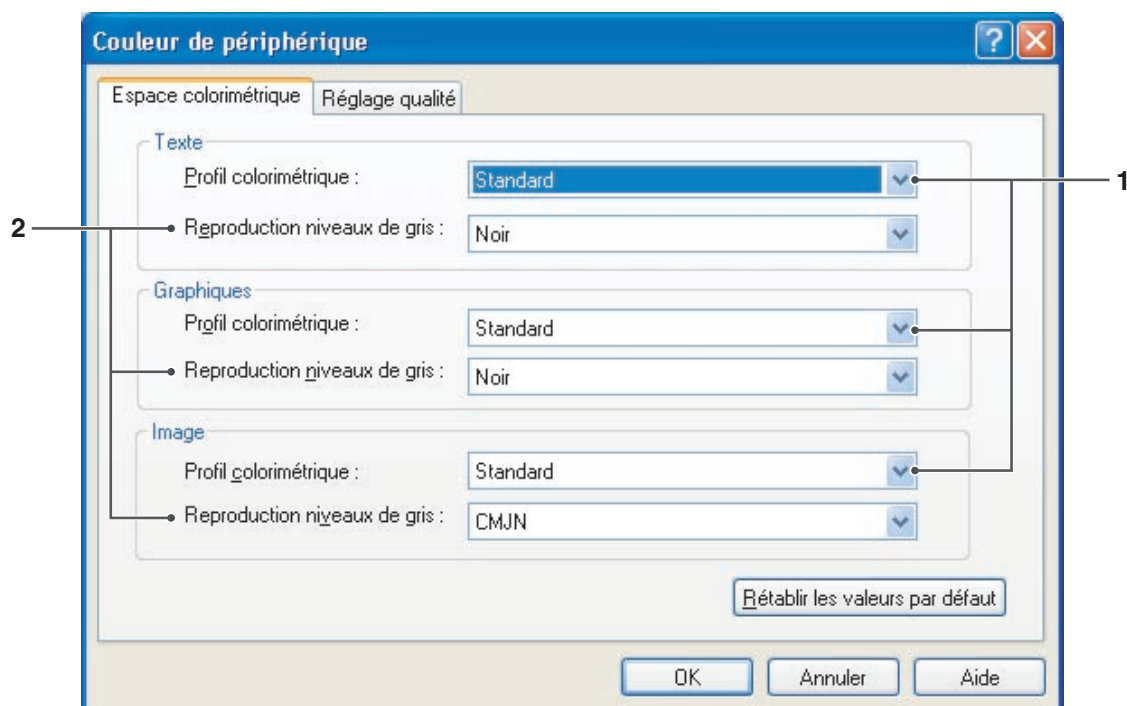 Couleur de périphérique
Espace colorimétrique
Réglage qualité
Texte
Profil colorimétrique :
Standard
1
2
Reproduction niveaux de gris :
Noir
Graphiques
Profil colorimétrique :
Standard
Reproduction niveaux de gris :
Noir
Image
Profil colorimétrique :
Standard
Reproduction niveaux de gris :
CMJN
Rétablir les valeurs par défaut
OK
Annuler
Aide